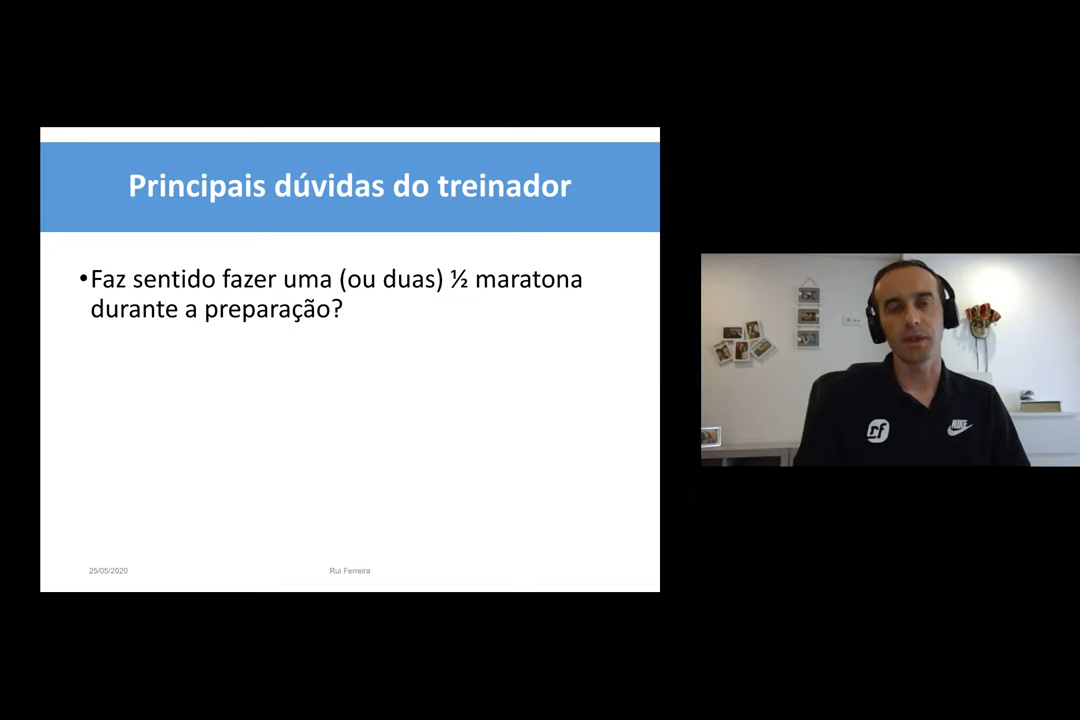 Principais dúvidas do treinador
•Faz sentido fazer uma (ou duas) ½ maratona
durante a preparação?
25/05/2020
Rui Ferreira
rf
NIKE